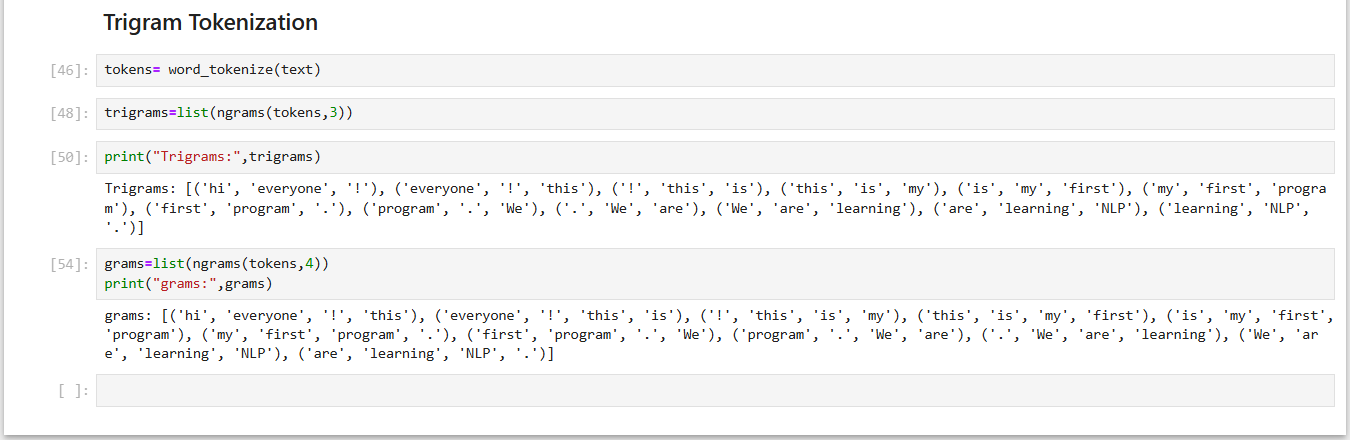 Trigram Tokenization
[46]: tokens= word_tokenize(text)
[48]: trigrams=list(ngrams(tokens,3))
[50]: print("Trigrams:",trigrams)
Trigrams: [('hi', 'everyone', '!'), ('everyone', '!', 'this'), ('!', 'this', 'is'), ('this', 'is', 'my'), ('is', 'my', 'first'), ('my', 'first', 'progra
m'), ('first', 'program', '.'), ('program', '.', 'We'), ('.', 'We', 'are'), ('We', 'are', 'learning'), ('are', 'learning', 'NLP'), ('learning', 'NLP',
'.')]
[54]: grams=list(ngrams(tokens,4))
print("grams:",grams)
grams: [('hi', 'everyone', '!', 'this'), ('everyone', '!', 'this', 'is'), ('!', 'this', 'is', 'my'), ('this', 'is', 'my', 'first'), ('is', 'my', 'first',
'program'), ('my', 'first', 'program', '.'), ('first', 'program', '.', 'We'), ('program', '.', 'We', 'are'), ('.', 'We', 'are', 'learning'), ('We', 'ar
e', 'learning', 'NLP'), ('are', 'learning', 'NLP', '.')]
[ ]: